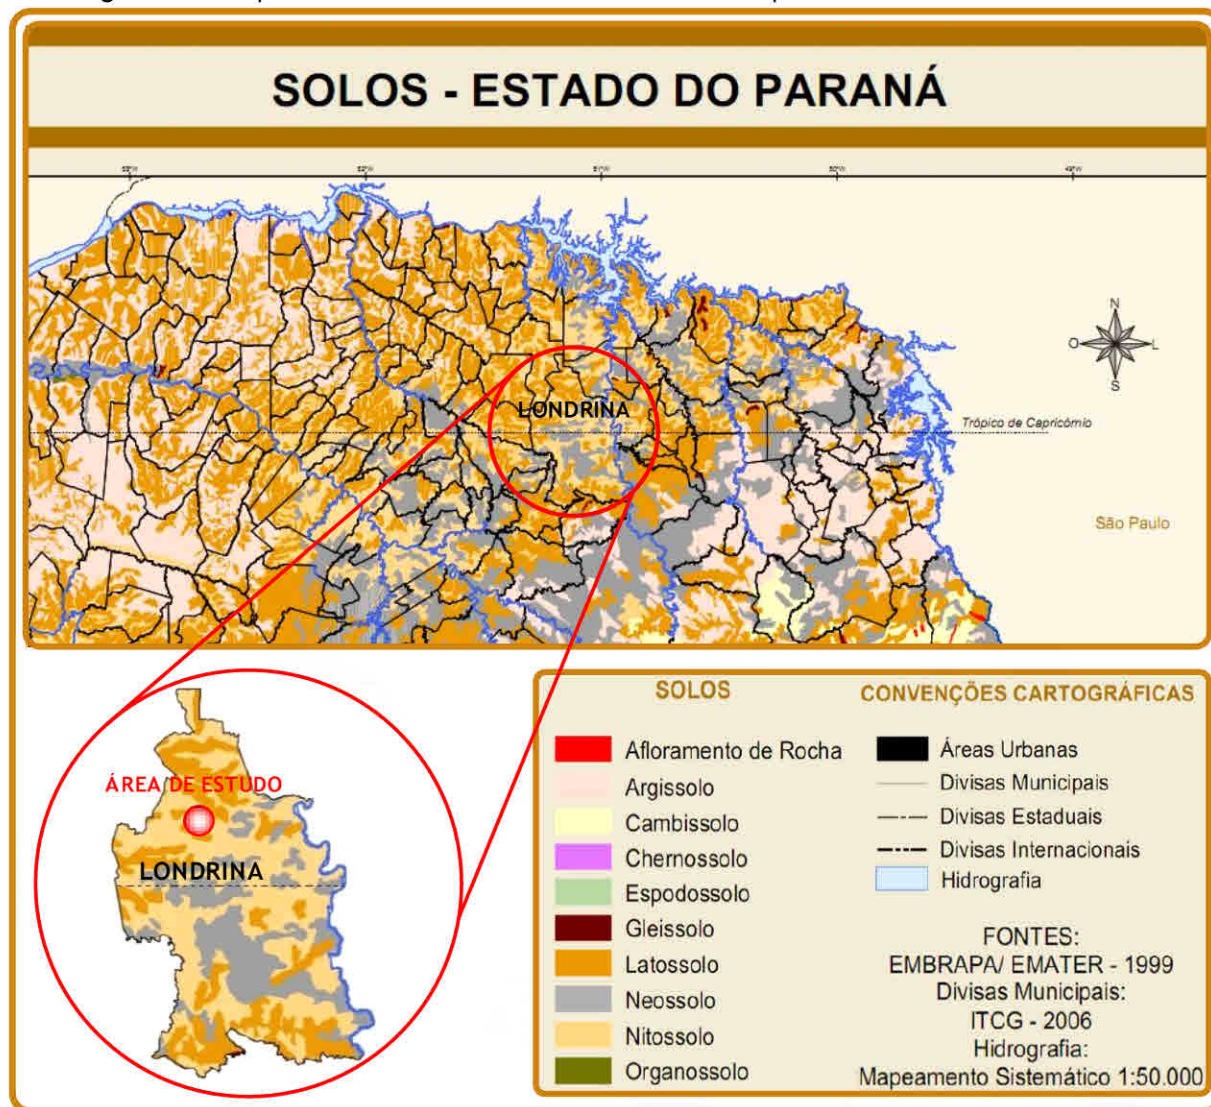 SOLOS - ESTADO DO PARANÁ
N
O
L
S
LONDRINA
Trópico de Capricórnio
São Paulo
ÁREA DE ESTUDO
LONDRINA
SOLOS
Afloramento de Rocha
Argissolo
Cambissolo
Chernossolo
Espodossolo
Gleissolo
Latossolo
Neossolo
Nitossolo
Organossolo
CONVENÇÕES CARTOGRÁFICAS
Áreas Urbanas
Divisas Municipais
Divisas Estaduais
Divisas Internacionais
Hidrografia
FONTES:
EMBRAPA/ EMATER - 1999
Divisas Municipais:
ITCG - 2006
Hidrografia:
Mapeamento Sistemático 1:50.000